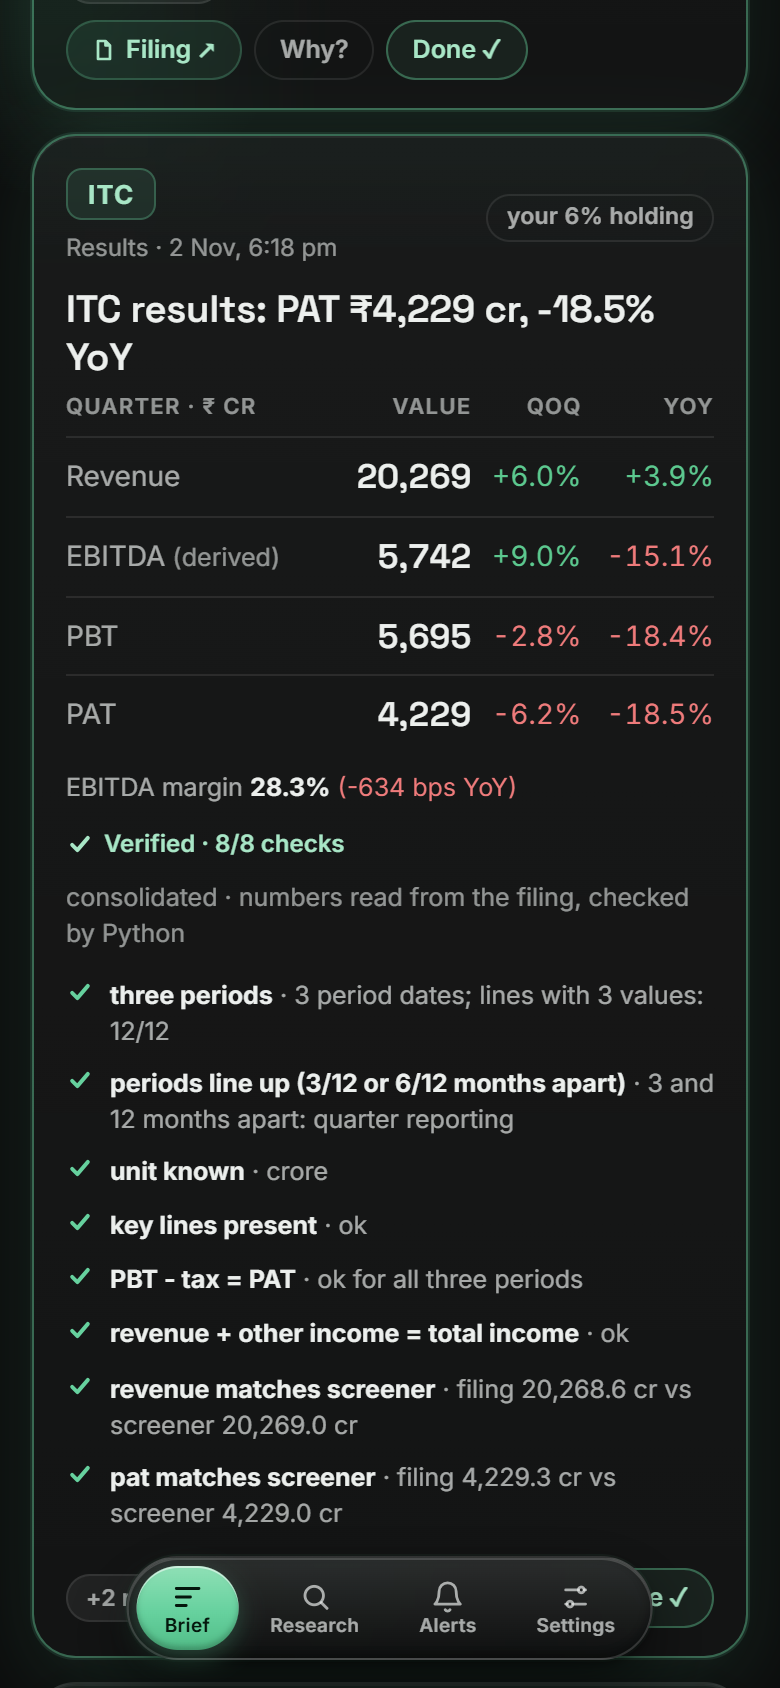 Filing ↗ Why? Done ✓
ITC
your 6% holding
Results · 2 Nov, 6:18 pm
ITC results: PAT ₹4,229 cr, -18.5%
YoY
QUARTER · ₹ CR VALUE QOQ YOY
Revenue 20,269 +6.0% +3.9%
EBITDA (derived) 5,742 +9.0% -15.1%
PBT 5,695 -2.8% -18.4%
PAT 4,229 -6.2% -18.5%
EBITDA margin 28.3% (-634 bps YoY)
✓ Verified · 8/8 checks
consolidated · numbers read from the filing, checked
by Python
✓ three periods · 3 period dates; lines with 3 values:
12/12
✓ periods line up (3/12 or 6/12 months apart) · 3 and
12 months apart: quarter reporting
✓ unit known · crore
✓ key lines present · ok
✓ PBT - tax = PAT · ok for all three periods
✓ revenue + other income = total income · ok
✓ revenue matches screener · filing 20,268.6 cr vs
screener 20,269.0 cr
✓ pat matches screener · filing 4,229.3 cr vs
screener 4,229.0 cr
+2
Brief Research Alerts Settings